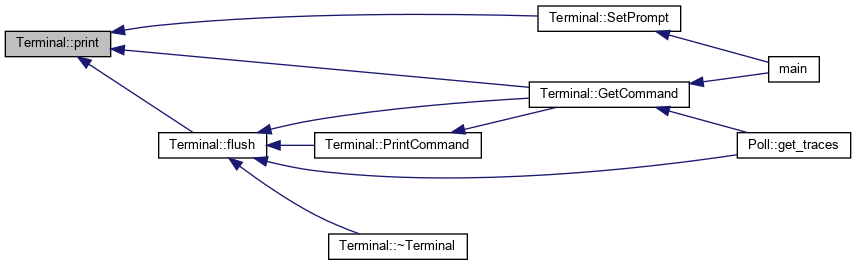 Terminal::SetPrompt
Terminal::print
main
Terminal::GetCommand
Terminal::flush
Terminal::PrintCommand
Poll::get_traces
Terminal::~Terminal